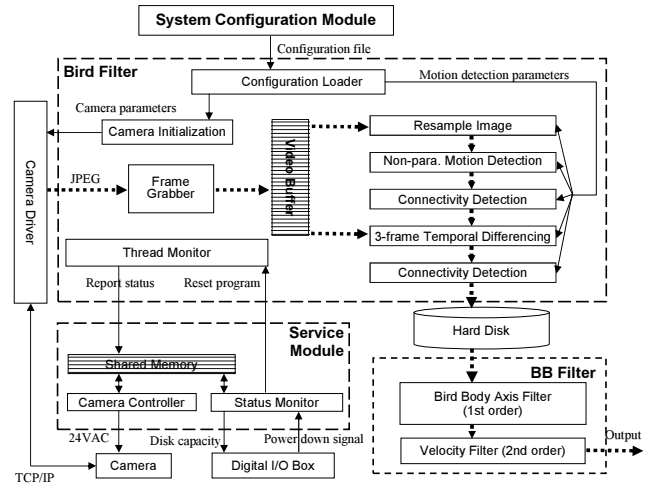 System Configuration Module
Configuration file
Bird Filter
Configuration Loader
Motion detection parameters
Camera parameters
Camera Initialization
Resample Image
Camera Driver
JPEG
Frame
Grabber
Video Buffer
Non-para. Motion Detection
Connectivity Detection
3-frame Temporal Differencing
Thread Monitor
Connectivity Detection
Report status
Reset program
Hard Disk
Service
Module
Shared Memory
BB Filter
Camera Controller
Status Monitor
Bird Body Axis Filter
(1st order)
24VAC
Disk capacity
Power down signal
Output
Velocity Filter (2nd order)
TCP/IP
Camera
Digital I/O Box